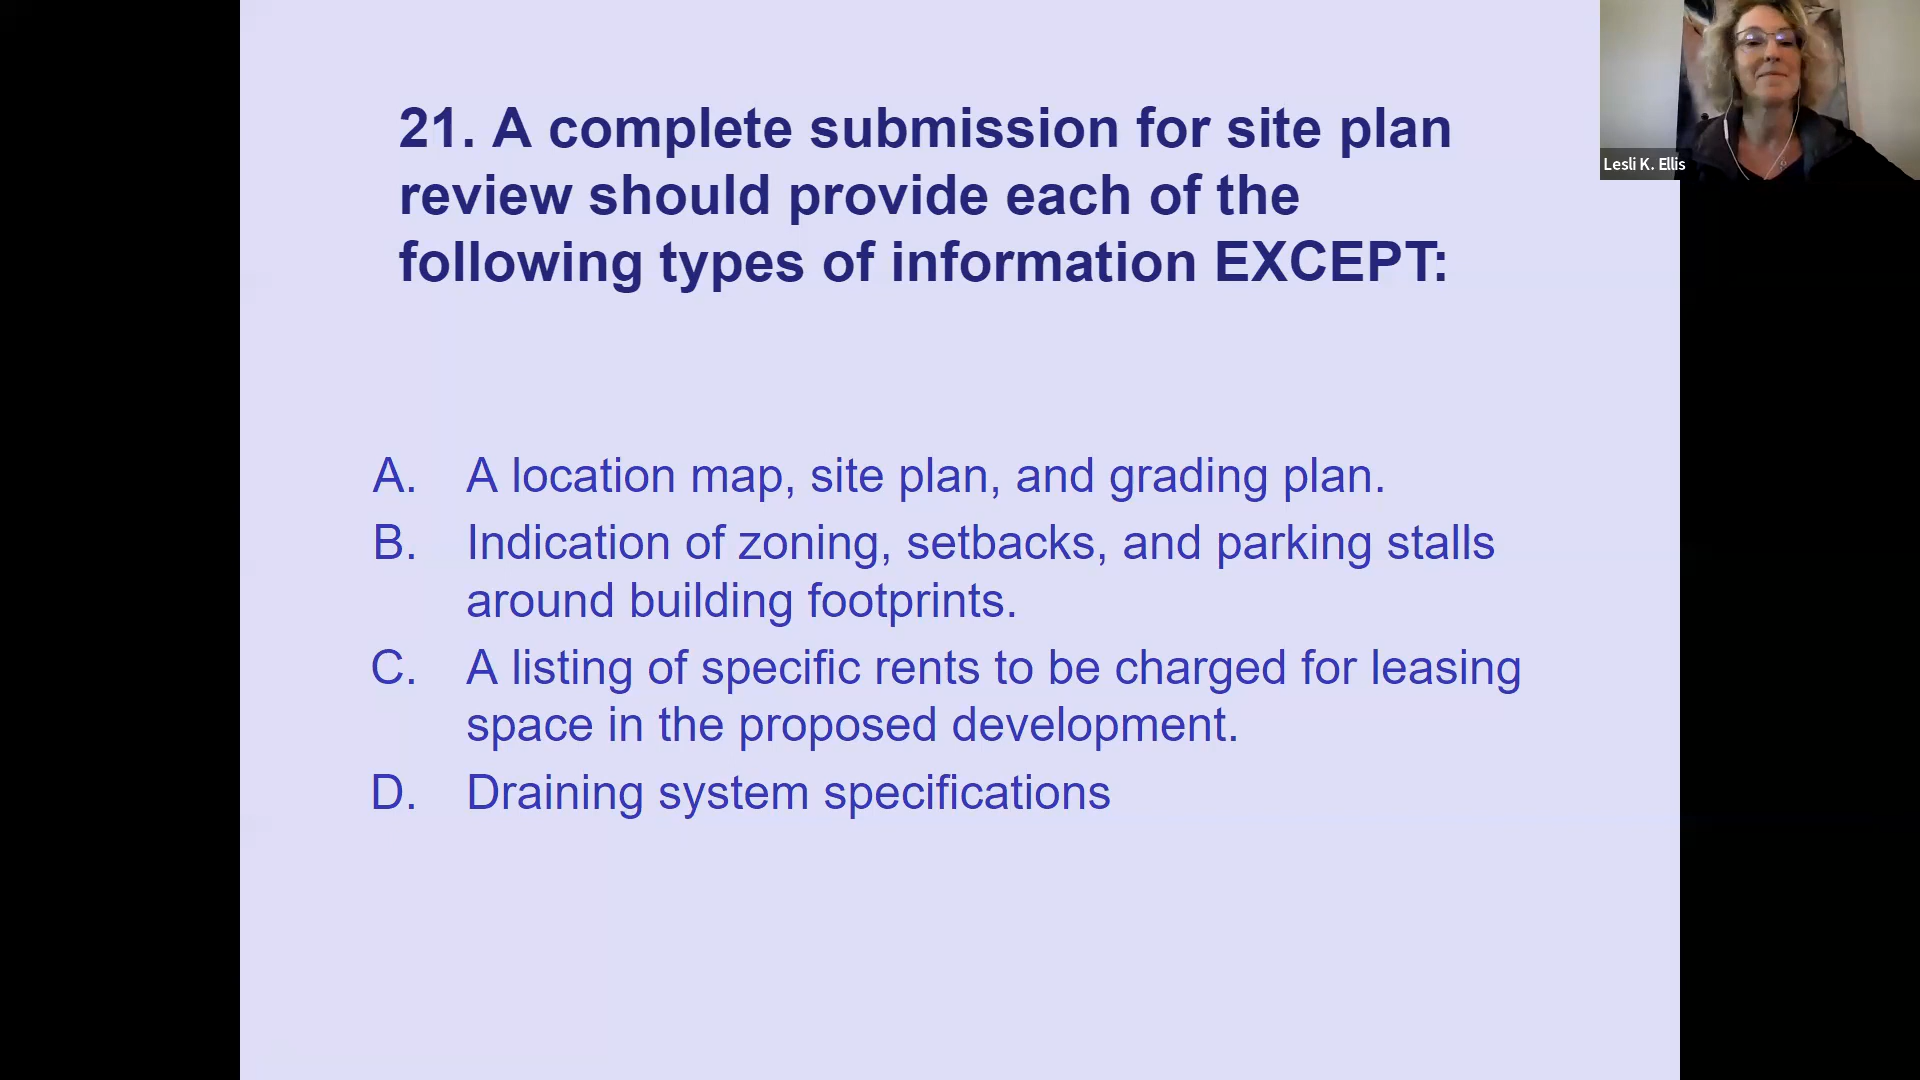 21. A complete submission for site plan
review should provide each of the
following types of information EXCEPT:
A. A location map, site plan, and grading plan.
B. Indication of zoning, setbacks, and parking stalls
around building footprints.
C. A listing of specific rents to be charged for leasing
space in the proposed development.
D. Draining system specifications
Lesli K. Ellis